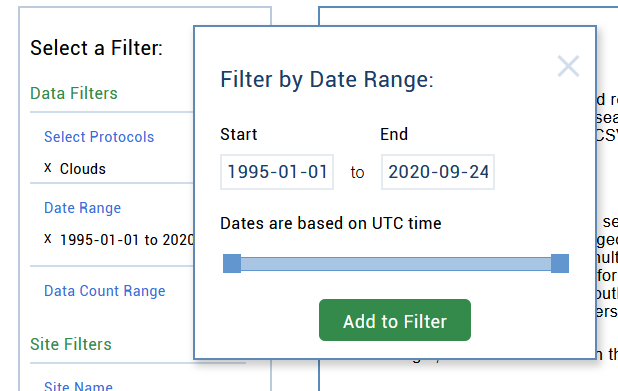 Select a Filter:
Data Filters
Select Protocols
x Clouds
Date Range
x 1995-01-01 to 2020
Data Count Range
Site Filters
Site Name
Filter by Date Range:
Start End
1995-01-01 to 2020-09-24
Dates are based on UTC time
Add to Filter